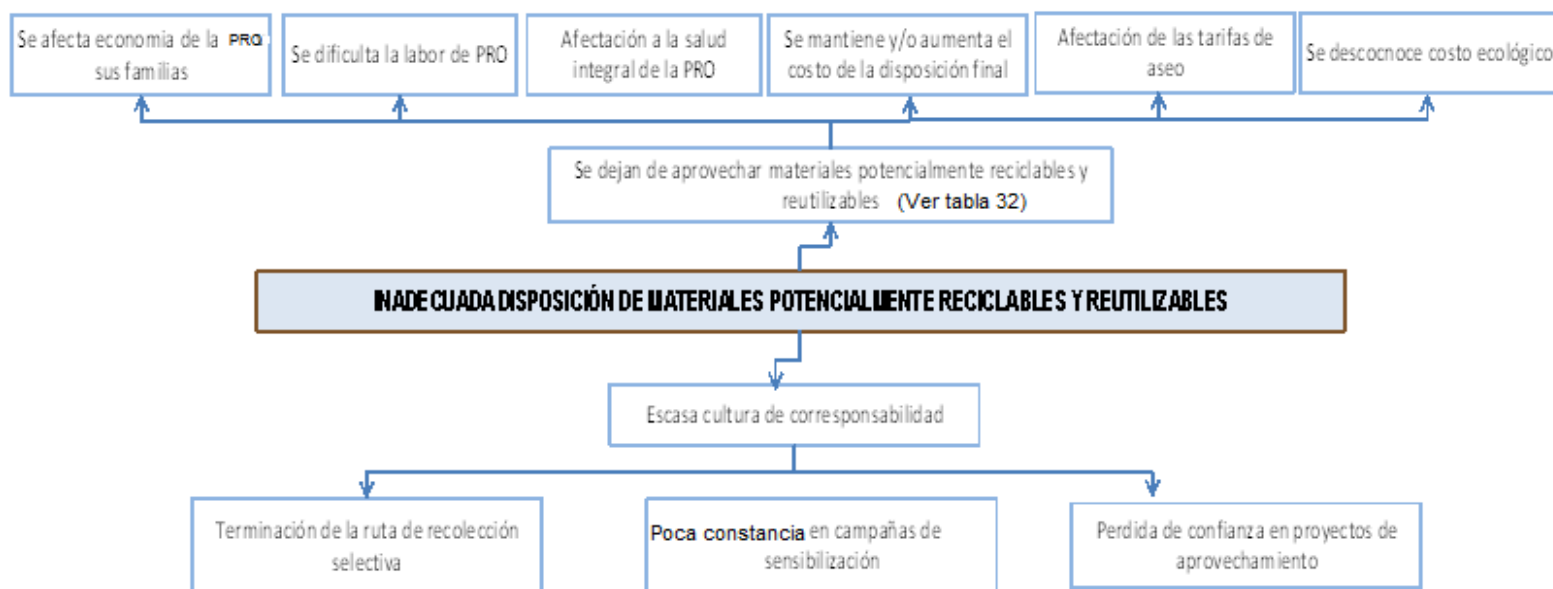 Se afecta economia de la PRO
sus familias
Se dificulta la labor de PRO
Afectación a la salud
integral de la PRO
Se mantiene y/o aumenta el
costo de la disposición final
Afectación de las tarifas de
aseo
Se descocnoce costo ecológico
Se dejan de aprovechar materiales potencialmente reciclables y
reutilizables (Ver tabla 32)
INADECUADA DISPOSICIÓN DE MATERIALES POTENCIALMENTE RECICLABLES Y REUTILIZABLES
Escasa cultura de corresponsabilidad
Terminación de la ruta de recolección
selectiva
Poca constancia en campañas de
sensibilización
Perdida de confianza en proyectos de
aprovechamiento